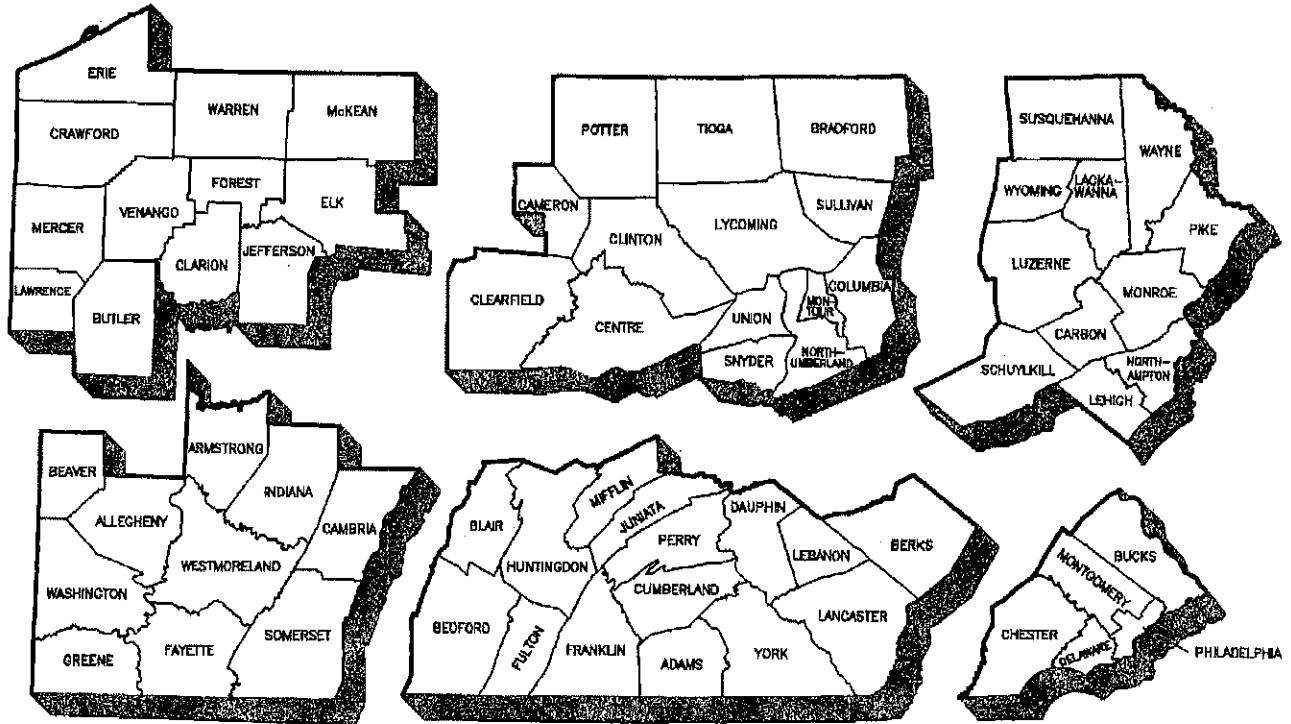 ERIE
WARREN
McKEAN
CRAWFORD
FOREST
ELK
VENANGO
MERCER
JEFFERSON
CLARION
LAWRENCE
BUTLER
POTTER
TIOGA
BRADFORD
CAMERON
SULLIVAN
LYCOMING
CLINTON
CLEARFIELD
COLUMBIA
MON-
TOUR
UNION
CENTRE
NORTH-
UMBERLAND
SNYDER
SUSQUEHANNA
WAYNE
WYOMING
LACKA-
WANNA
PIKE
LUZERNE
MONROE
CARBON
NORTH-
AMPTON
SCHUYLKILL
LEHIGH
ARMSTRONG
BEAVER
INDIANA
ALLEGHENY
CAMBRIA
WESTMORELAND
WASHINGTON
SOMERSET
FAYETTE
GREENE
MIFFLIN
JUNIATA
DAUPHIN
BLAIR
PERRY
LEBANON
BERKS
HUNTINGDON
CUMBERLAND
LANCASTER
BEDFORD
FULTON
FRANKLIN
ADAMS
YORK
BUCKS
MONTGOMERY
CHESTER
DELAWARE
PHILADELPHIA